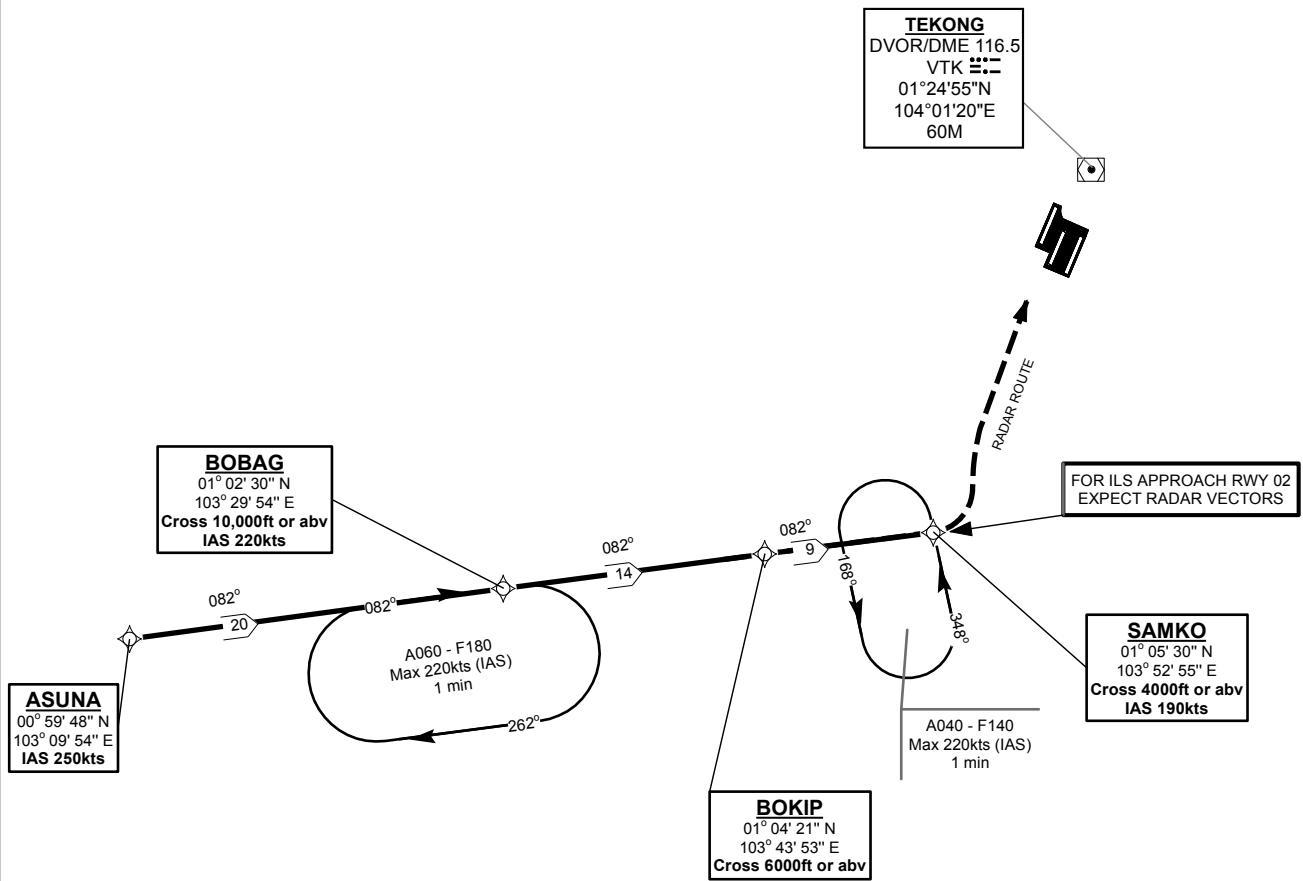 TEKONG
DVOR/DME 116.5
VTK
01°24'55"N
104°01'20"E
60M
RADAR ROUTE
BOBAG
01° 02' 30" N
103° 29' 54" E
Cross 10,000ft or abv
IAS 220kts
FOR ILS APPROACH RWY 02
EXPECT RADAR VECTORS
082°
9
082°
14
082°
20
082°
168°
348°
A060 - F180
Max 220kts (IAS)
1 min
262°
ASUNA
00° 59' 48" N
103° 09' 54" E
IAS 250kts
SAMKO
01° 05' 30" N
103° 52' 55" E
Cross 4000ft or abv
IAS 190kts
A040 - F140
Max 220kts (IAS)
1 min
BOKIP
01° 04' 21" N
103° 43' 53" E
Cross 6000ft or abv